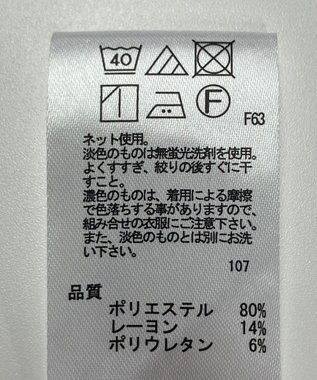 40
F
F63
ネット使用。
淡色のものは無蛍光洗剤を使用。
よくすすぎ、絞りの後すぐに干
すこと。
濃色のものは、着用による摩擦
で色落ちする事がありますので、
組み合せの衣服にご注意下さい。
また、淡色のものとは別にお洗
い下さい。
107
品質
ポリエステル 80%
レーヨン 14%
ポリウレタン 6%